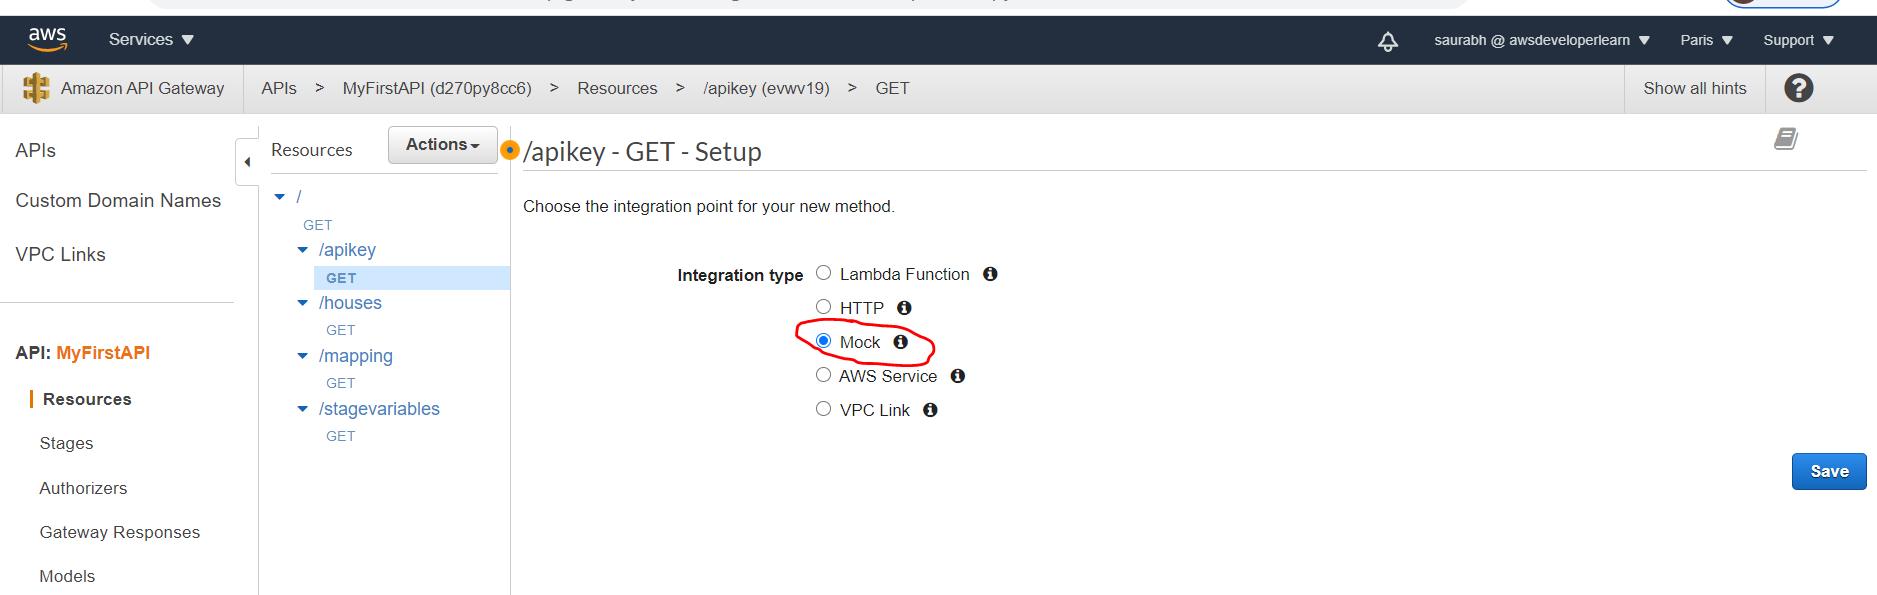 aws Services saurabh @ awsdeveloperlearn Paris Support
Amazon API Gateway APIs > MyFirstAPI (d270py8cc6) > Resources > /apikey (evwv19) > GET Show all hints ?
APIs
Custom Domain Names
VPC Links
API: MyFirstAPI
Resources
Stages
Authorizers
Gateway Responses
Models
Resources Actions
/
GET
/apikey
GET
/houses
GET
/mapping
GET
/stagevariables
GET
/apikey - GET - Setup
Choose the integration point for your new method.
Integration type Lambda Function
HTTP
Mock
AWS Service
VPC Link
Save